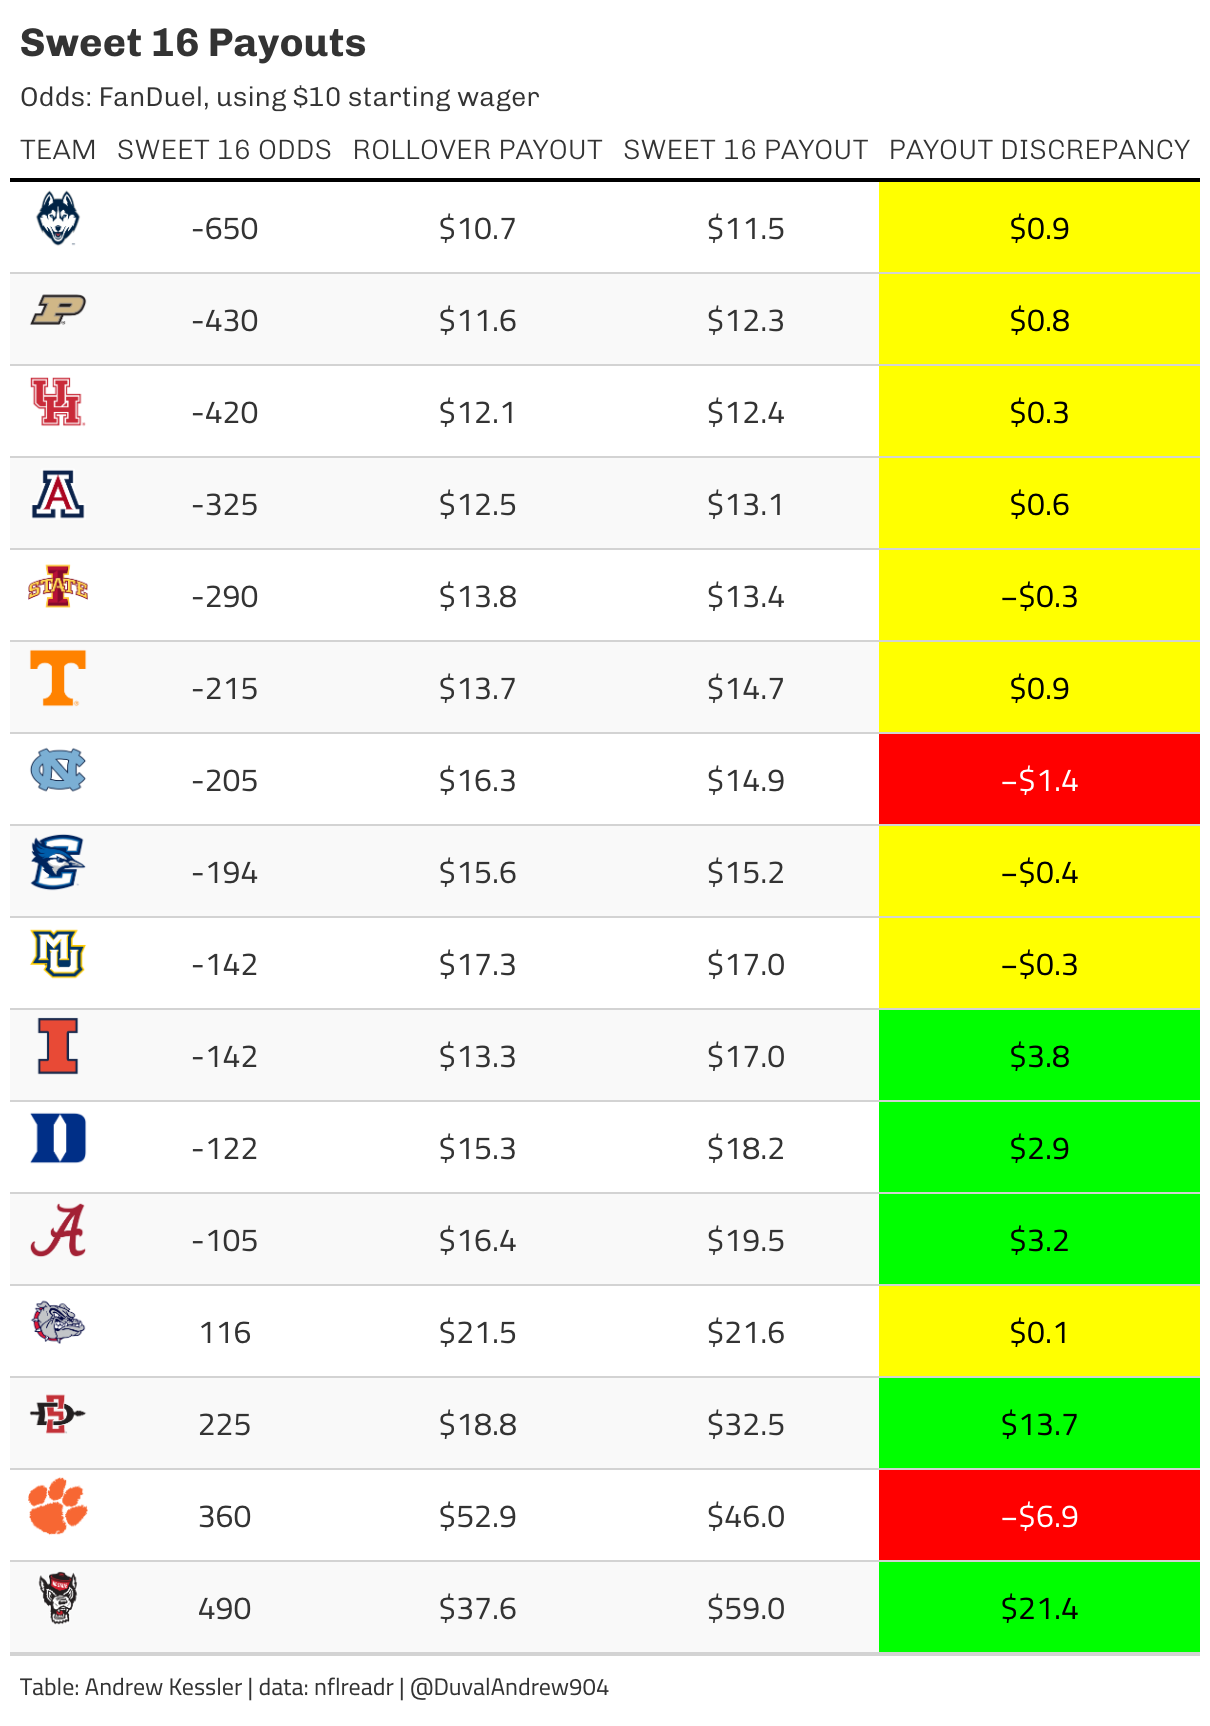 Sweet 16 Payouts
Odds: FanDuel, using $10 starting wager
TEAM SWEET 16 ODDS ROLLOVER PAYOUT SWEET 16 PAYOUT PAYOUT DISCREPANCY
-650 $10.7 $11.5 $0.9
P -430 $11.6 $12.3 $0.8
UH -420 $12.1 $12.4 $0.3
A -325 $12.5 $13.1 $0.6
I STATE -290 $13.8 $13.4 −$0.3
T -215 $13.7 $14.7 $0.9
NC -205 $16.3 $14.9 −$1.4
C -194 $15.6 $15.2 −$0.4
MU -142 $17.3 $17.0 −$0.3
I -142 $13.3 $17.0 $3.8
D -122 $15.3 $18.2 $2.9
A -105 $16.4 $19.5 $3.2
116 $21.5 $21.6 $0.1
SD 225 $18.8 $32.5 $13.7
360 $52.9 $46.0 −$6.9
490 $37.6 $59.0 $21.4
Table: Andrew Kessler | data: nflreadr | @DuvalAndrew904